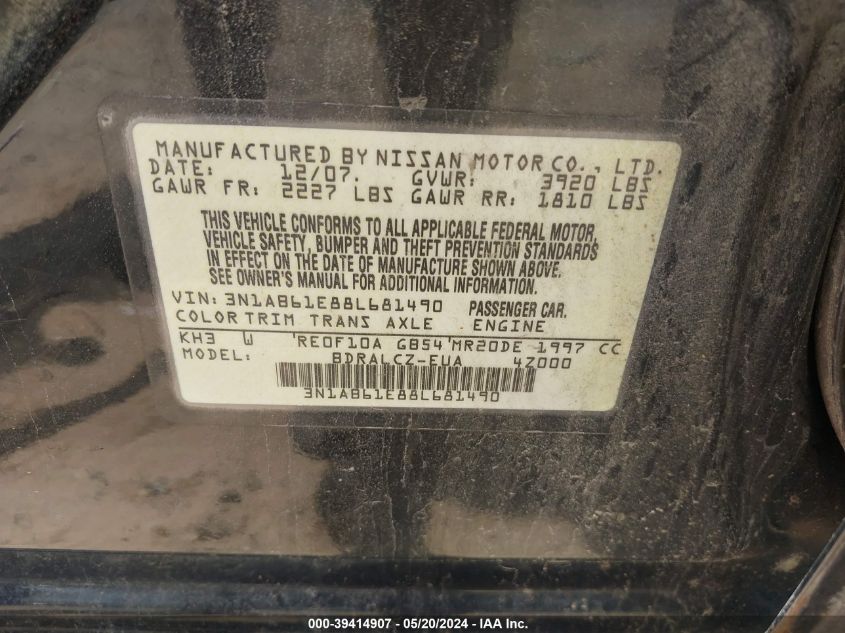 MANUFACTURED BY NISSAN MOTOR CO., LTD.
DATE: 12/07. GVWR: 3920 LBS
GAWR FR: 2227 LBS GAWR RR: 1810 LBS
THIS VEHICLE CONFORMS TO ALL APPLICABLE FEDERAL MOTOR
VEHICLE SAFETY, BUMPER AND THEFT PREVENTION STANDARDS
IN EFFECT ON THE DATE OF MANUFACTURE SHOWN ABOVE.
SEE OWNER'S MANUAL FOR ADDITIONAL INFORMATION.
VIN: 3N1AB61E88L681490 PASSENGER CAR.
COLOR TRIM TRANS AXLE ENGINE
KH3 W RE0F10A GB54 MR20DE 1997 CC
MODEL: BDRALCZ-EUA 4Z000
3N1AB61E88L681490
000-39414907 - 05/20/2024 - IAA Inc.